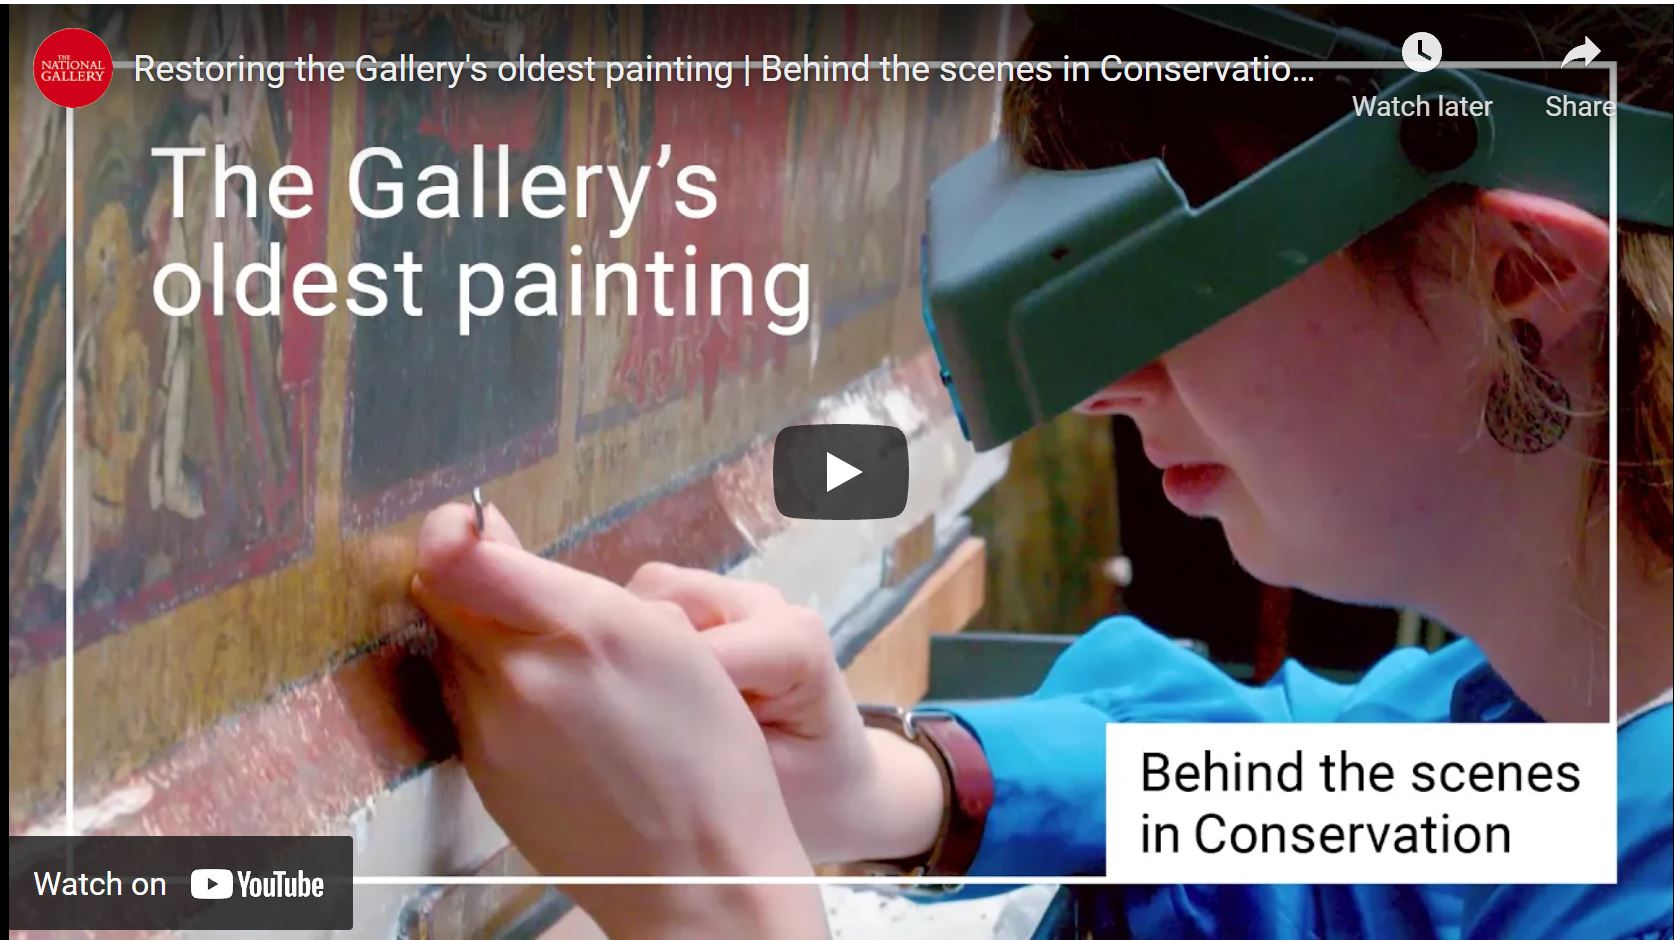 THE
NATIONAL
GALLERY
Restoring the Gallery's oldest painting | Behind the scenes in Conservatio...
Watch later
Share
The Gallery’s
oldest painting
Behind the scenes
in Conservation
Watch on YouTube